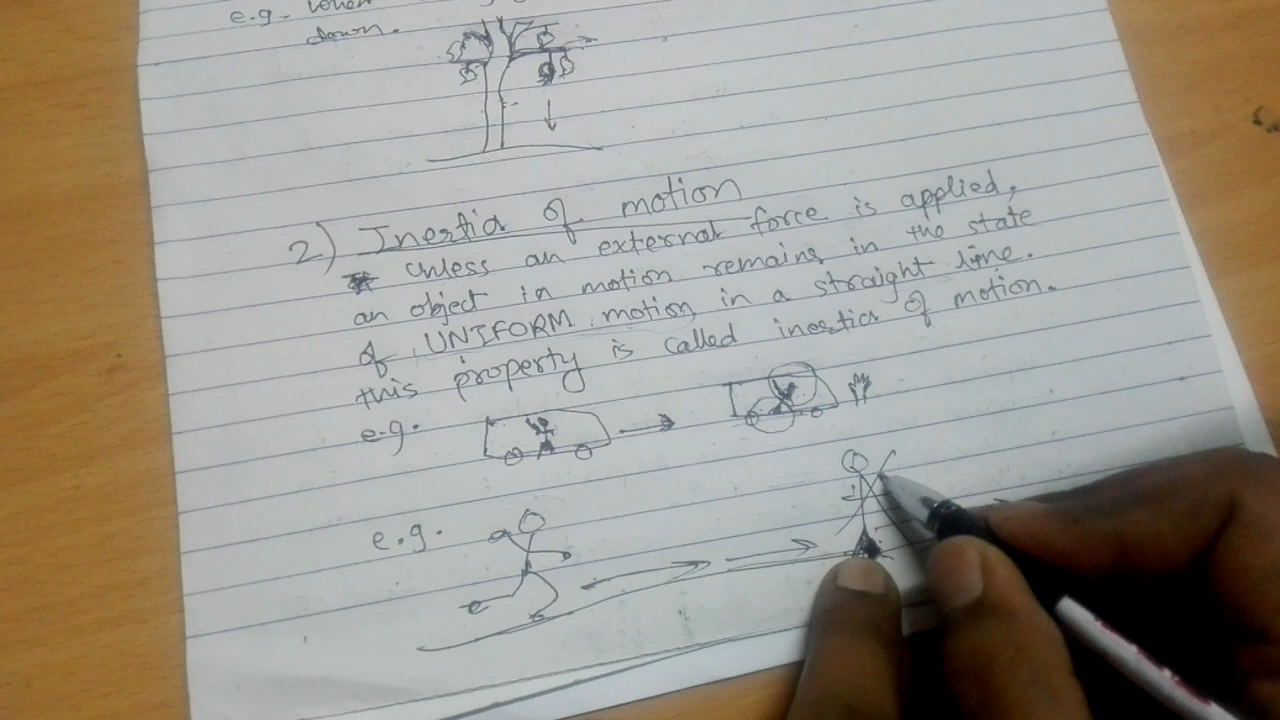 e.g. when
down.
2) Inertia of motion
unless an external force is applied,
an object in motion remains in the state
of UNIFORM motion in a straight line.
this property is called inertia of motion.
e.g.
e.g.